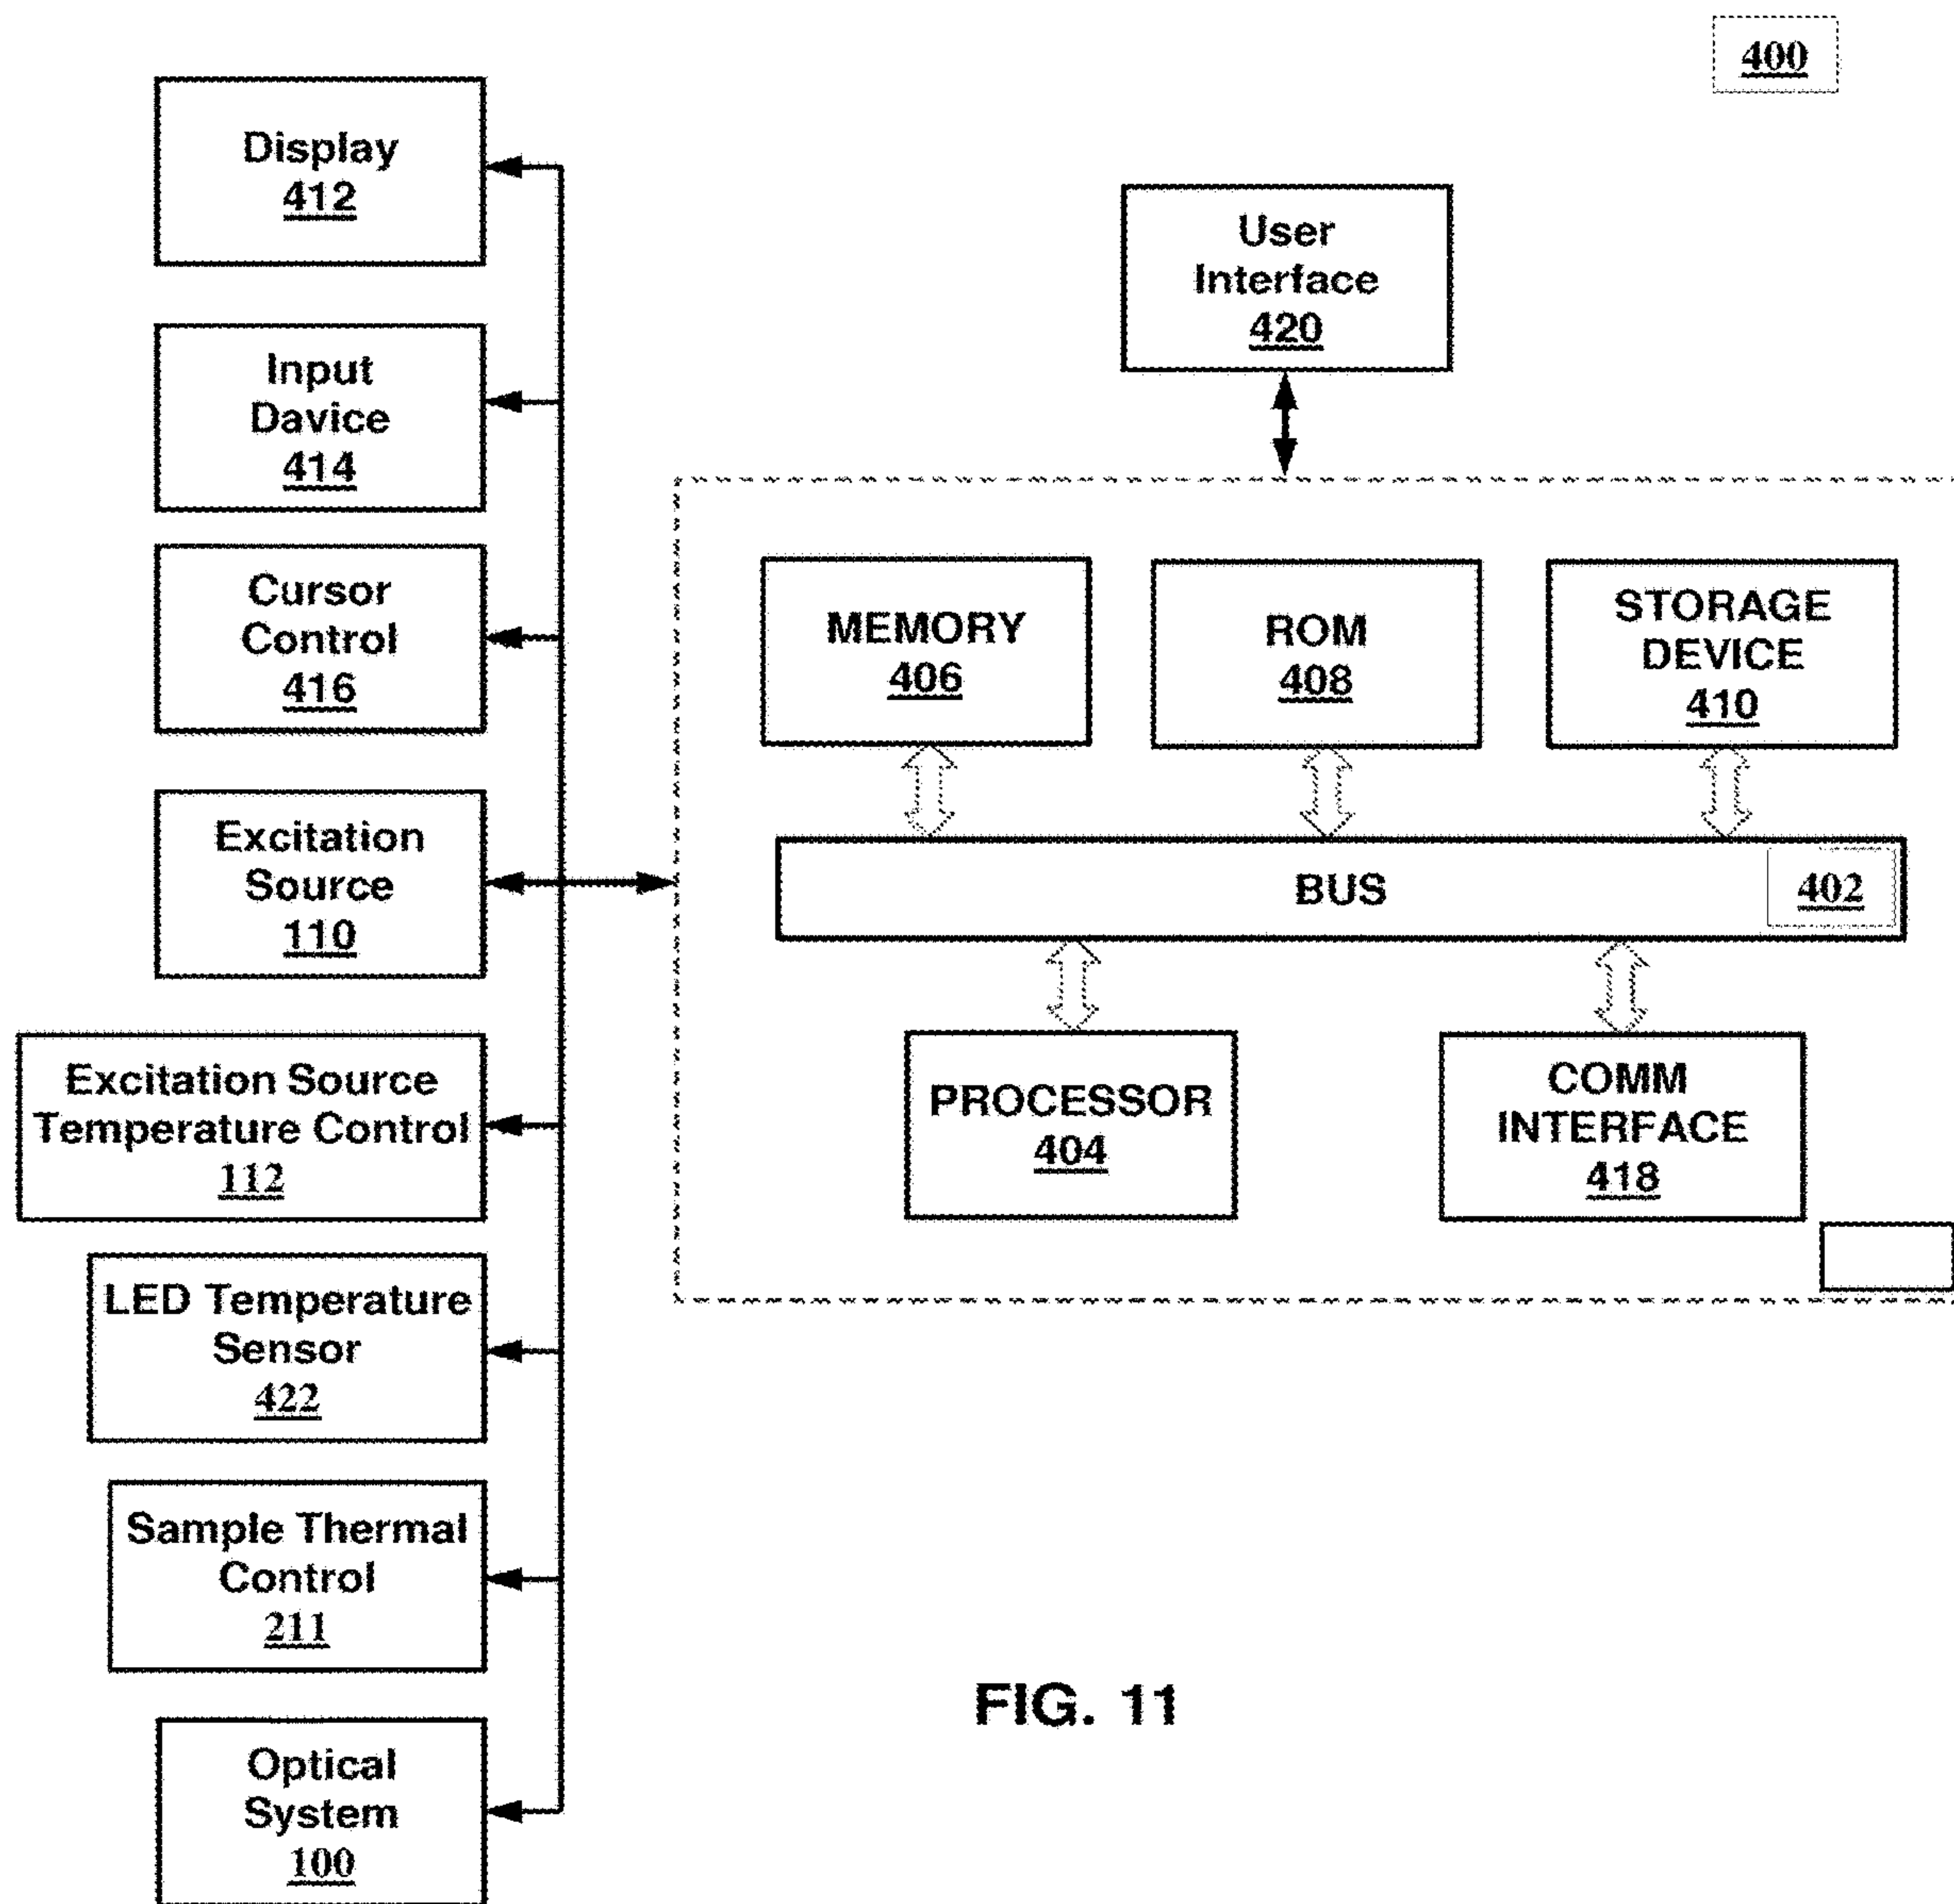 400
Display
412
Input
Davice
414
Cursor
Control
416
Excitation
Source
110
Excitation Source
Temperature Control
112
LED Temperature
Sensor
422
Sample Thermal
Control
211
Optical
System
100
User
Interface
420
MEMORY
406
ROM
408
STORAGE
DEVICE
410
BUS
402
PROCESSOR
404
COMM
INTERFACE
418
FIG. 11